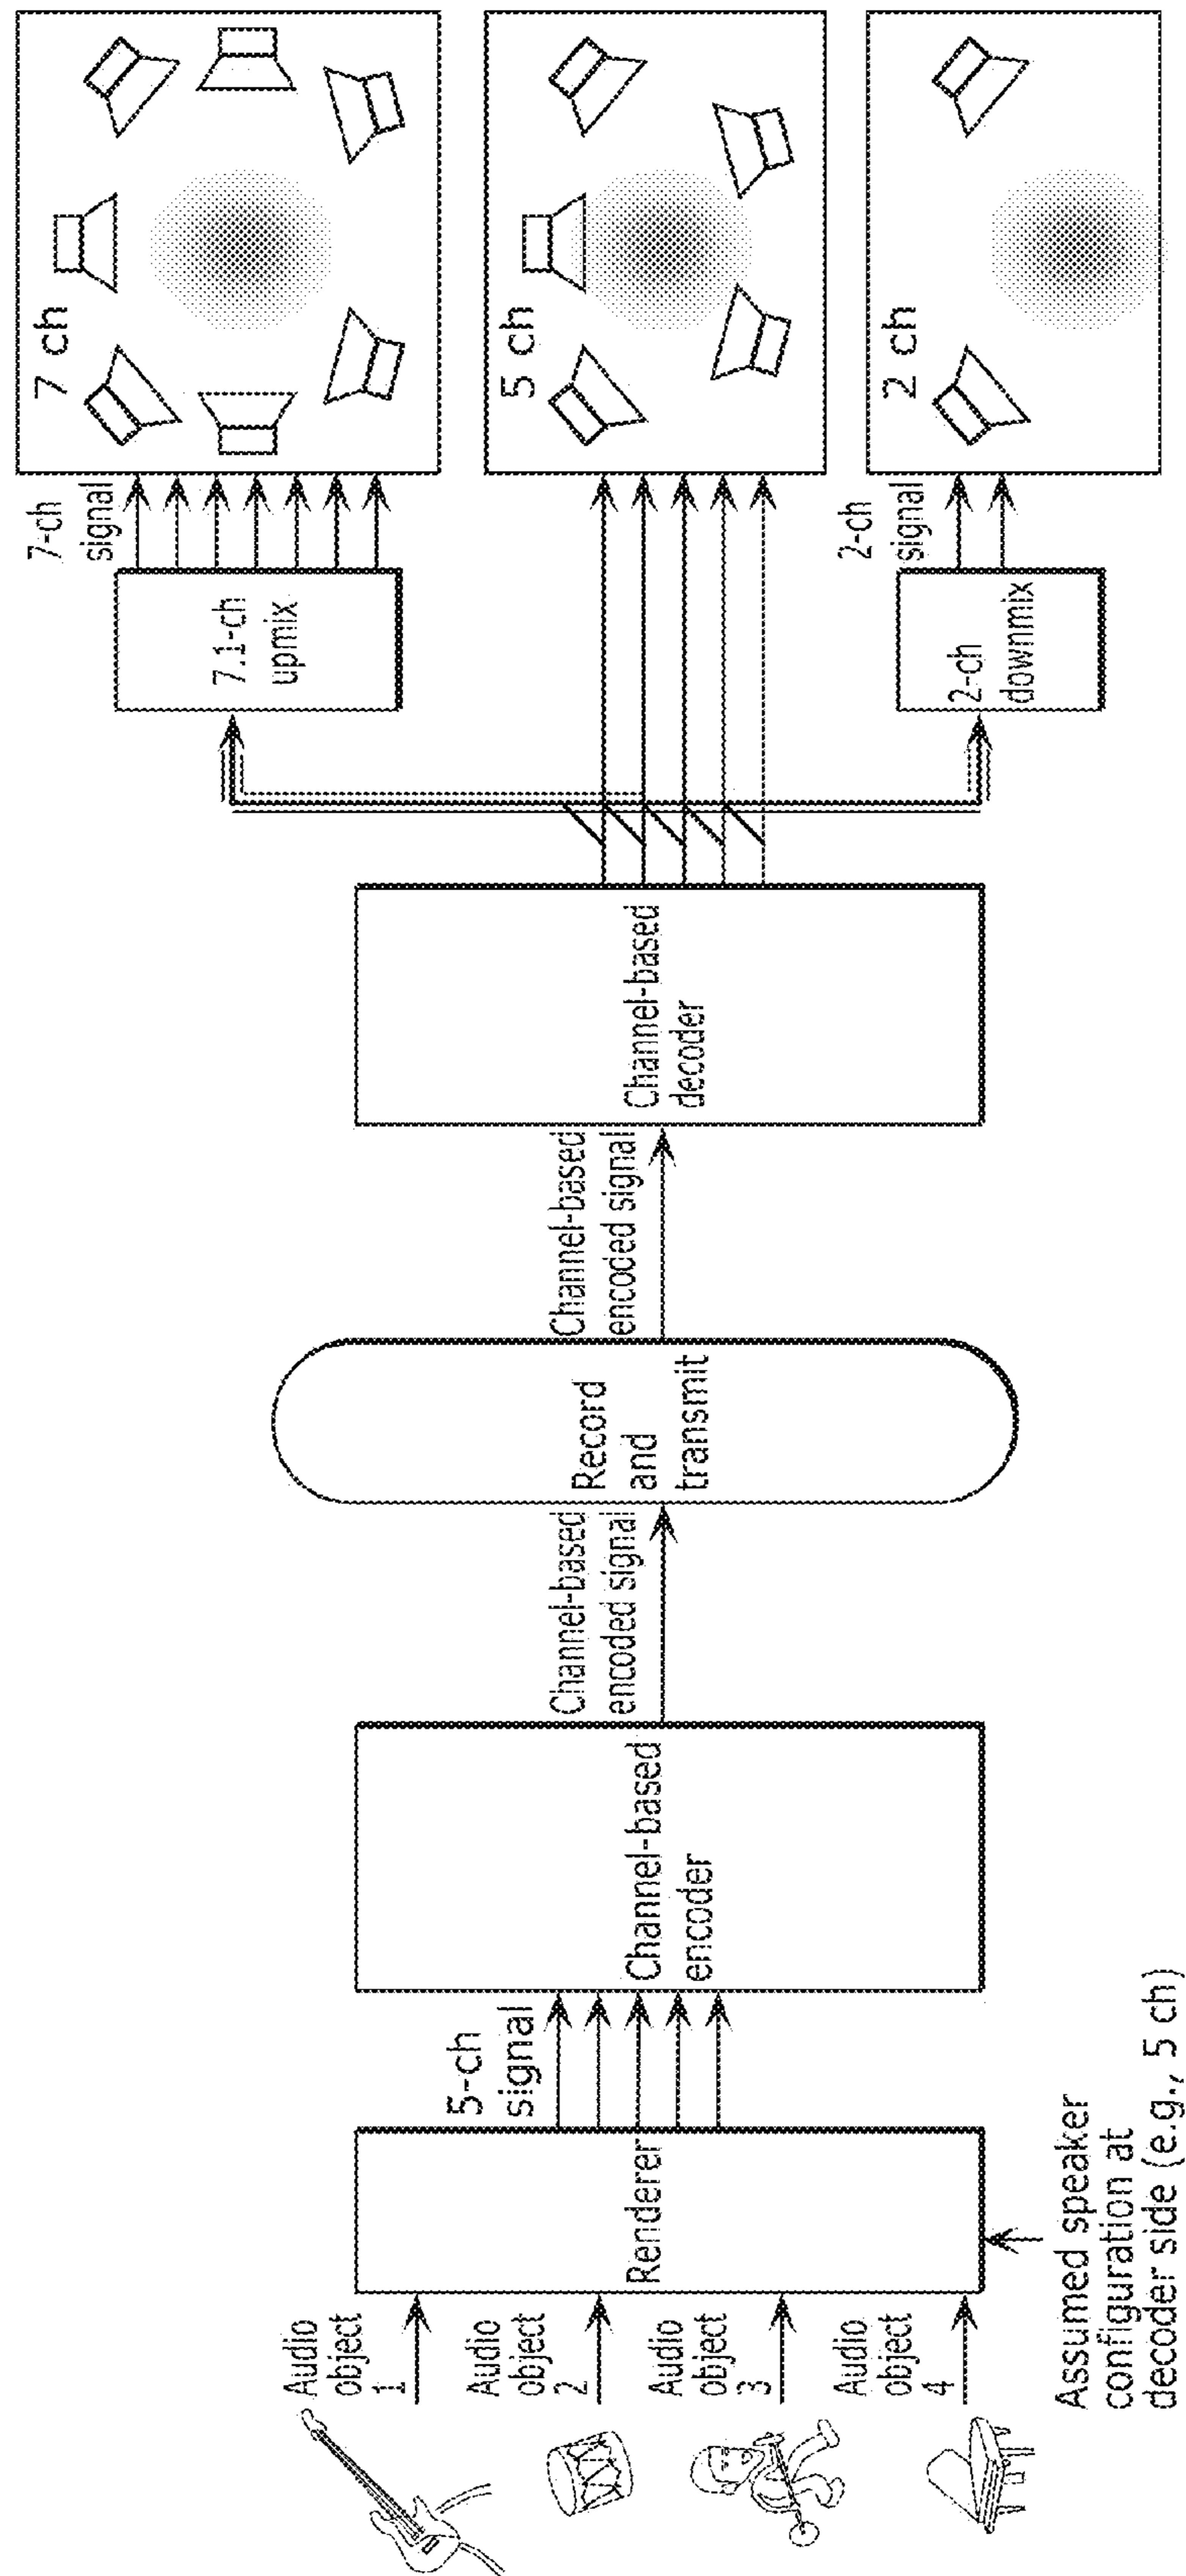 Audio
object
1
Audio
object
2
Audio
object
3
Audio
object
4
Renderer
Assumed speaker
configuration at
decoder side (e.g., 5 ch)
5-ch
signal
Channel-based
encoder
Channel-based
encoded signal
Record
and
transmit
Channel-based
encoded signal
Channel-based
decoder
7.1-ch
upmix
7-ch
signal
7 ch
5 ch
2-ch
downmix
2-ch
signal
2 ch